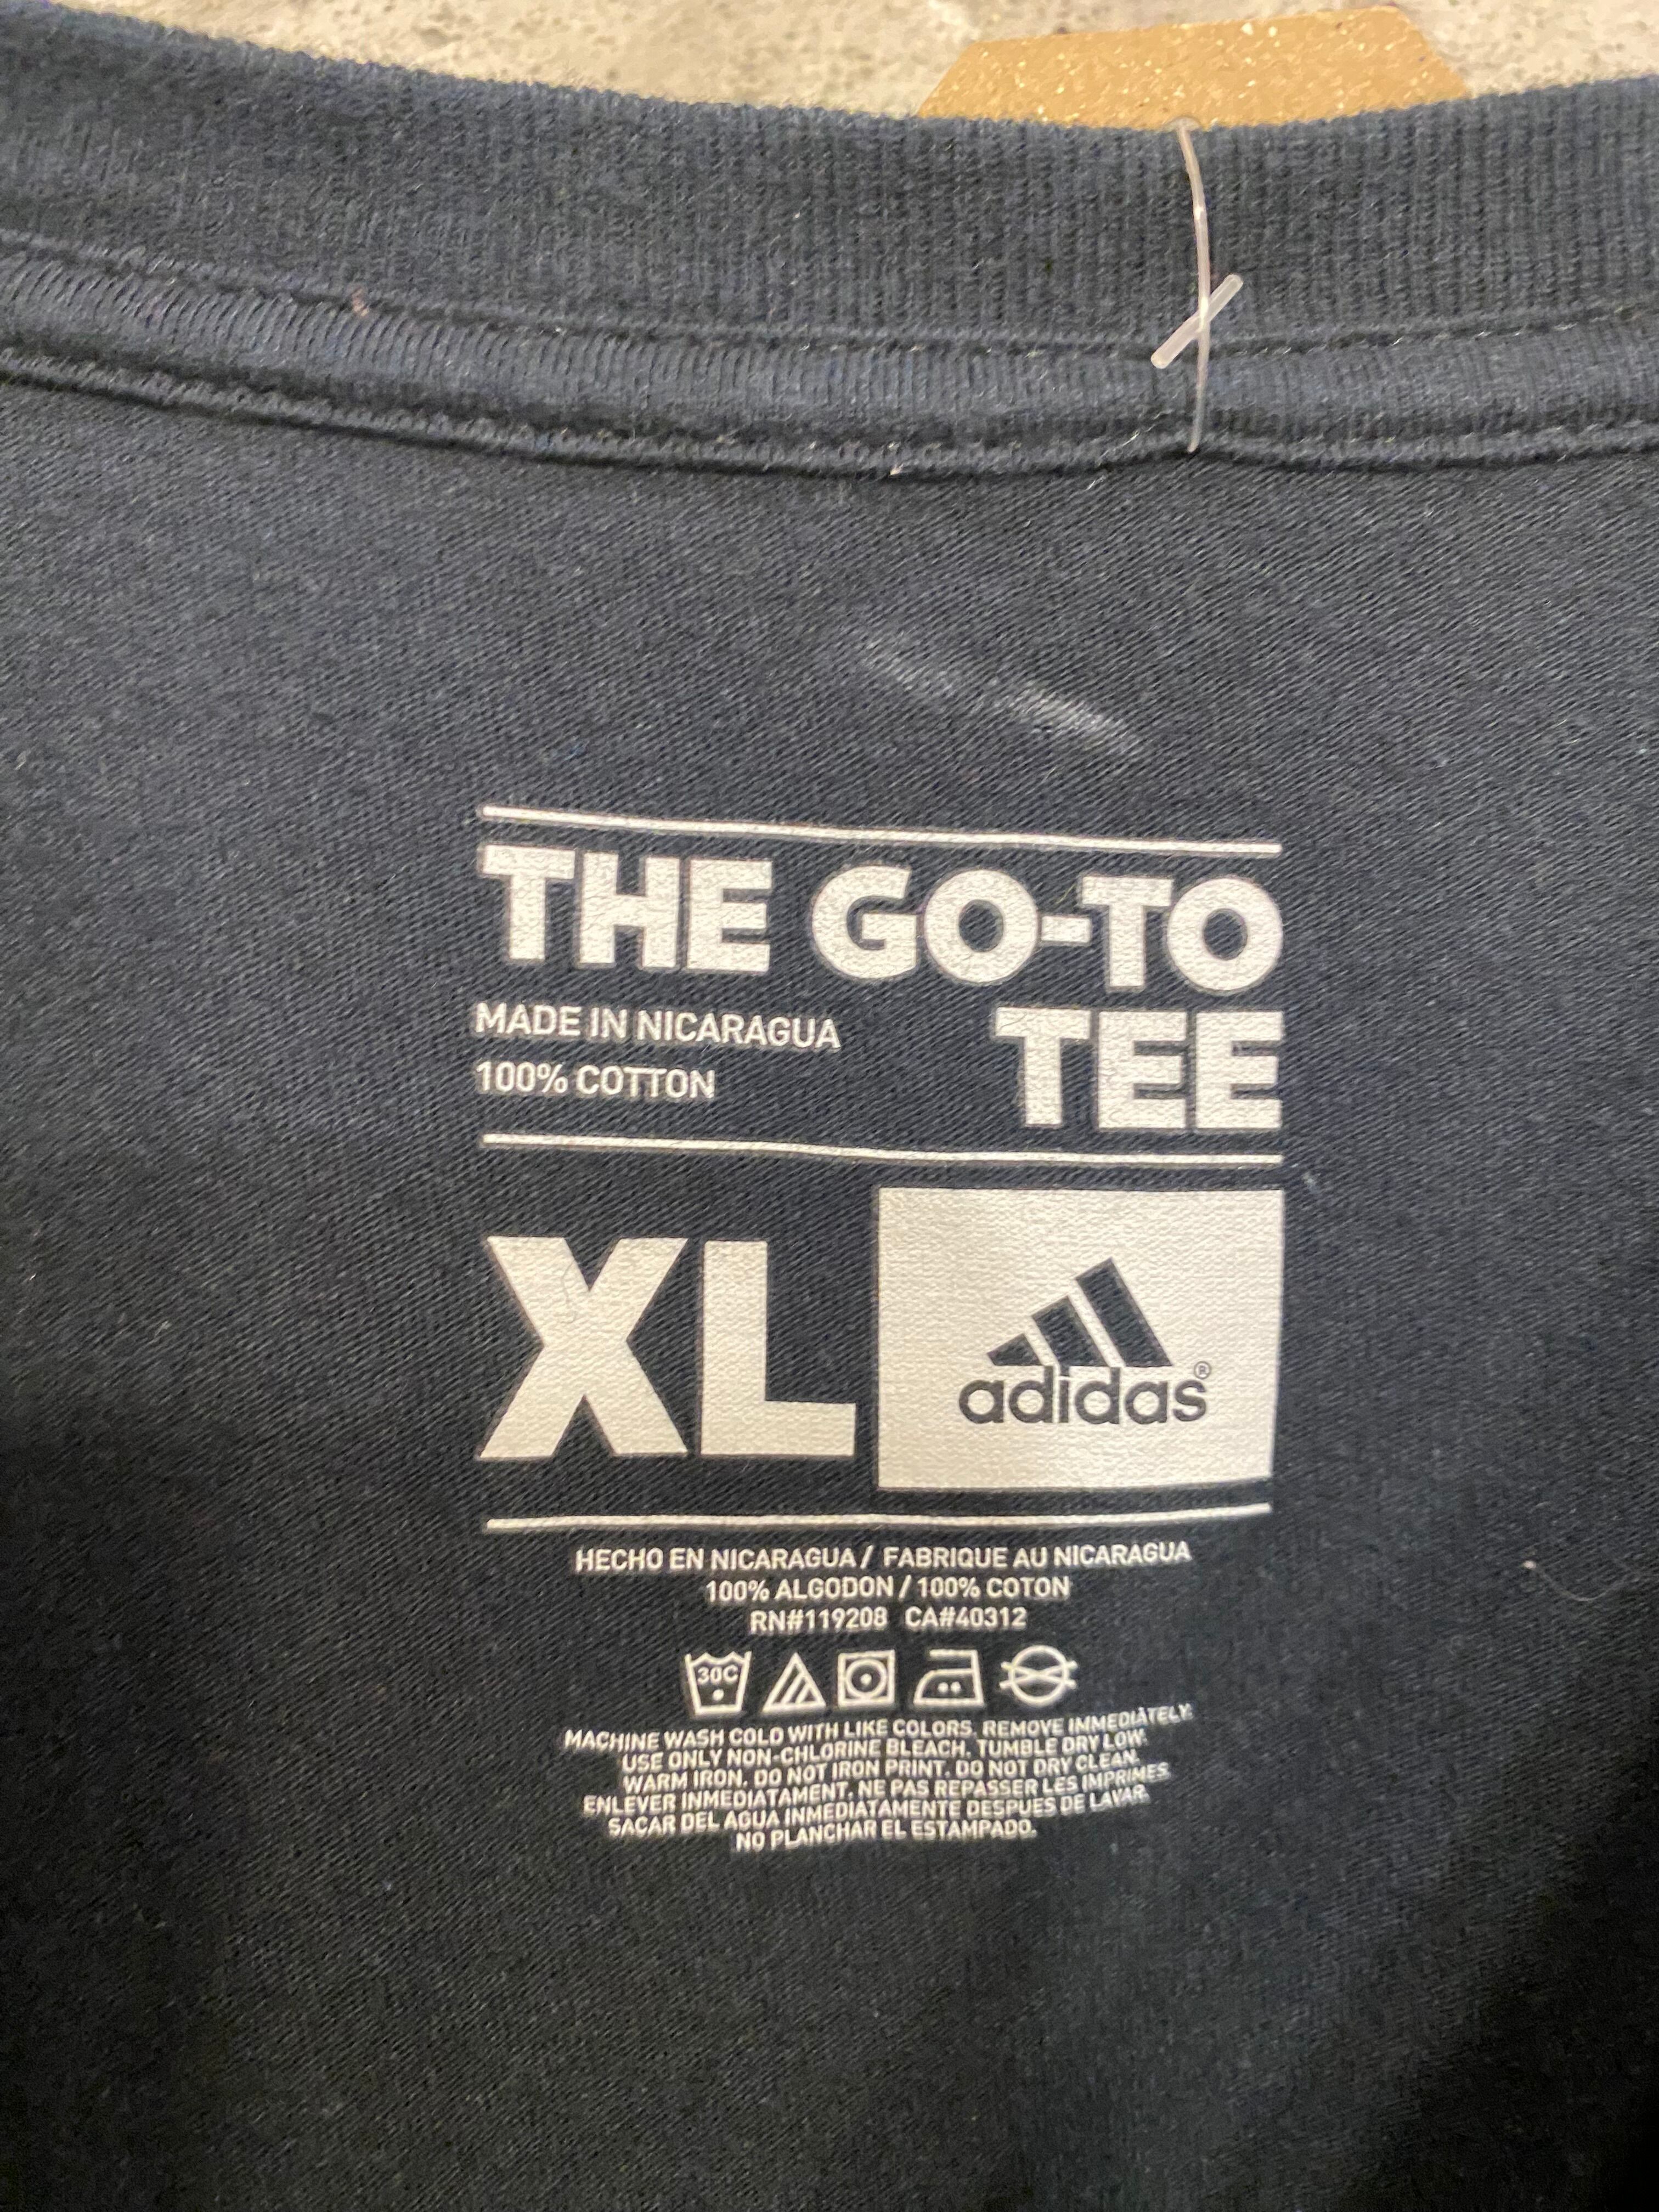 THE GO-TO
TEE
MADE IN NICARAGUA
100% COTTON
XL
adidas®
HECHO EN NICARAGUA / FABRIQUE AU NICARAGUA
100% ALGODON / 100% COTON
RN#119208 CA#40312
30C
MACHINE WASH COLD WITH LIKE COLORS. REMOVE IMMEDIATELY.
USE ONLY NON-CHLORINE BLEACH. TUMBLE DRY LOW.
WARM IRON. DO NOT IRON PRINT. DO NOT DRY CLEAN.
ENLEVER INMEDIATAMENT. NE PAS REPASSER LES IMPRIMES.
SACAR DEL AGUA INMEDIATAMENTE DESPUES DE LAVAR.
NO PLANCHAR EL ESTAMPADO.